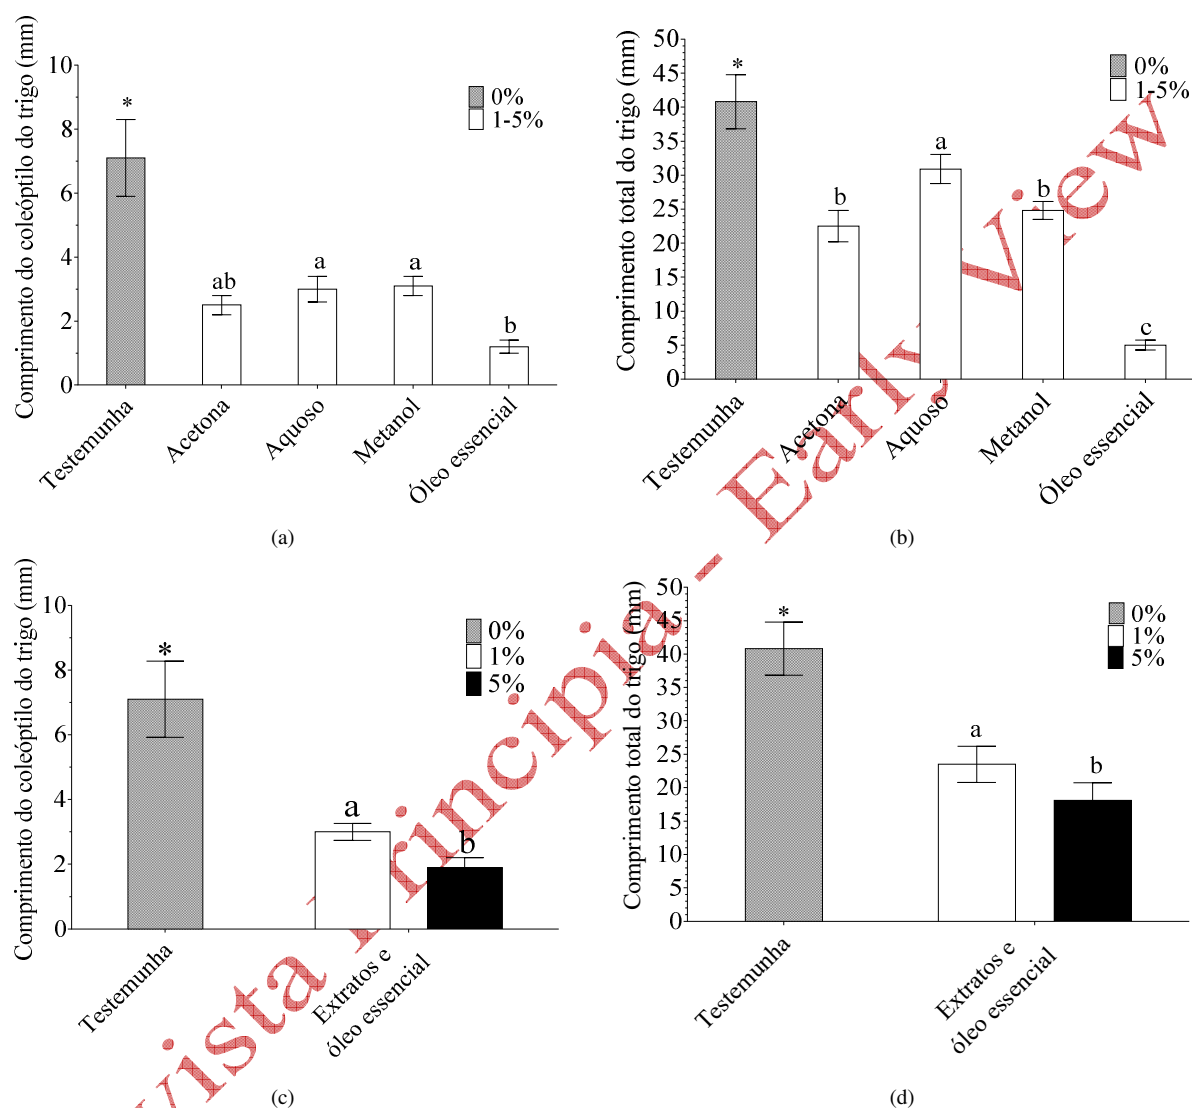 Comprimento do coleóptilo do trigo (mm)
10
8
6
4
2
0
*
ab
a
a
b
0%
1-5%
Testemunha
Acetona
Aquoso
Metanol
Óleo essencial
(a)
Comprimento total do trigo (mm)
50
45
40
35
30
25
20
15
10
5
0
*
b
a
b
c
0%
1-5%
Testemunha
Acetona
Aquoso
Metanol
Óleo essencial
(b)
Comprimento do coleóptilo do trigo (mm)
10
8
6
4
2
0
*
a
b
0%
1%
5%
Testemunha
Extratos e
óleo essencial
(c)
Comprimento total do trigo (mm)
50
45
40
35
30
25
20
15
10
5
0
*
a
b
0%
1%
5%
Testemunha
Extratos e
óleo essencial
(d)
vista Principia - Early View